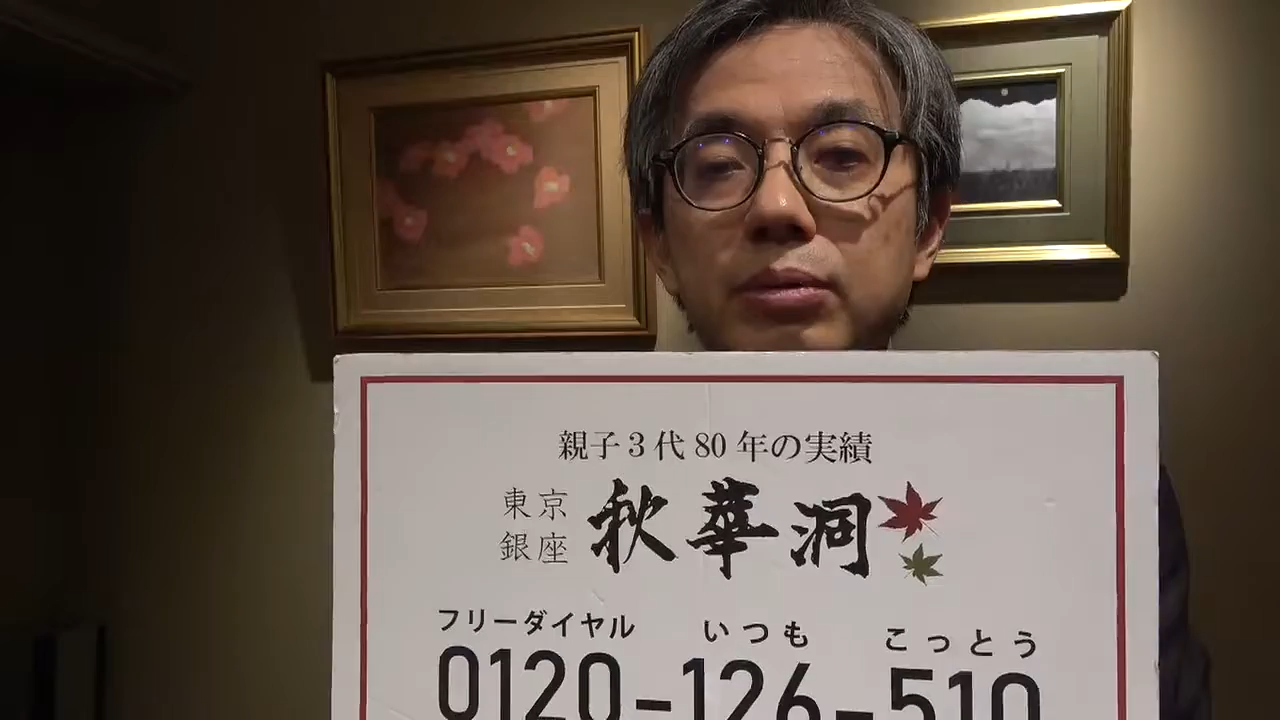 親子3代80年の実績
東京
銀座
秋華洞
フリーダイヤル いつも こっとう
0120-126-510